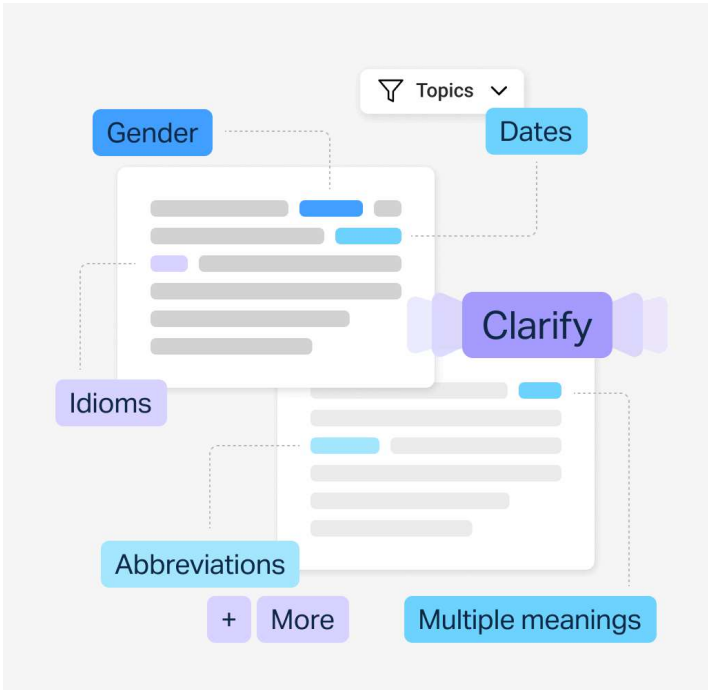 Topics
Gender
Dates
Clarify
Idioms
Abbreviations
+ More
Multiple meanings